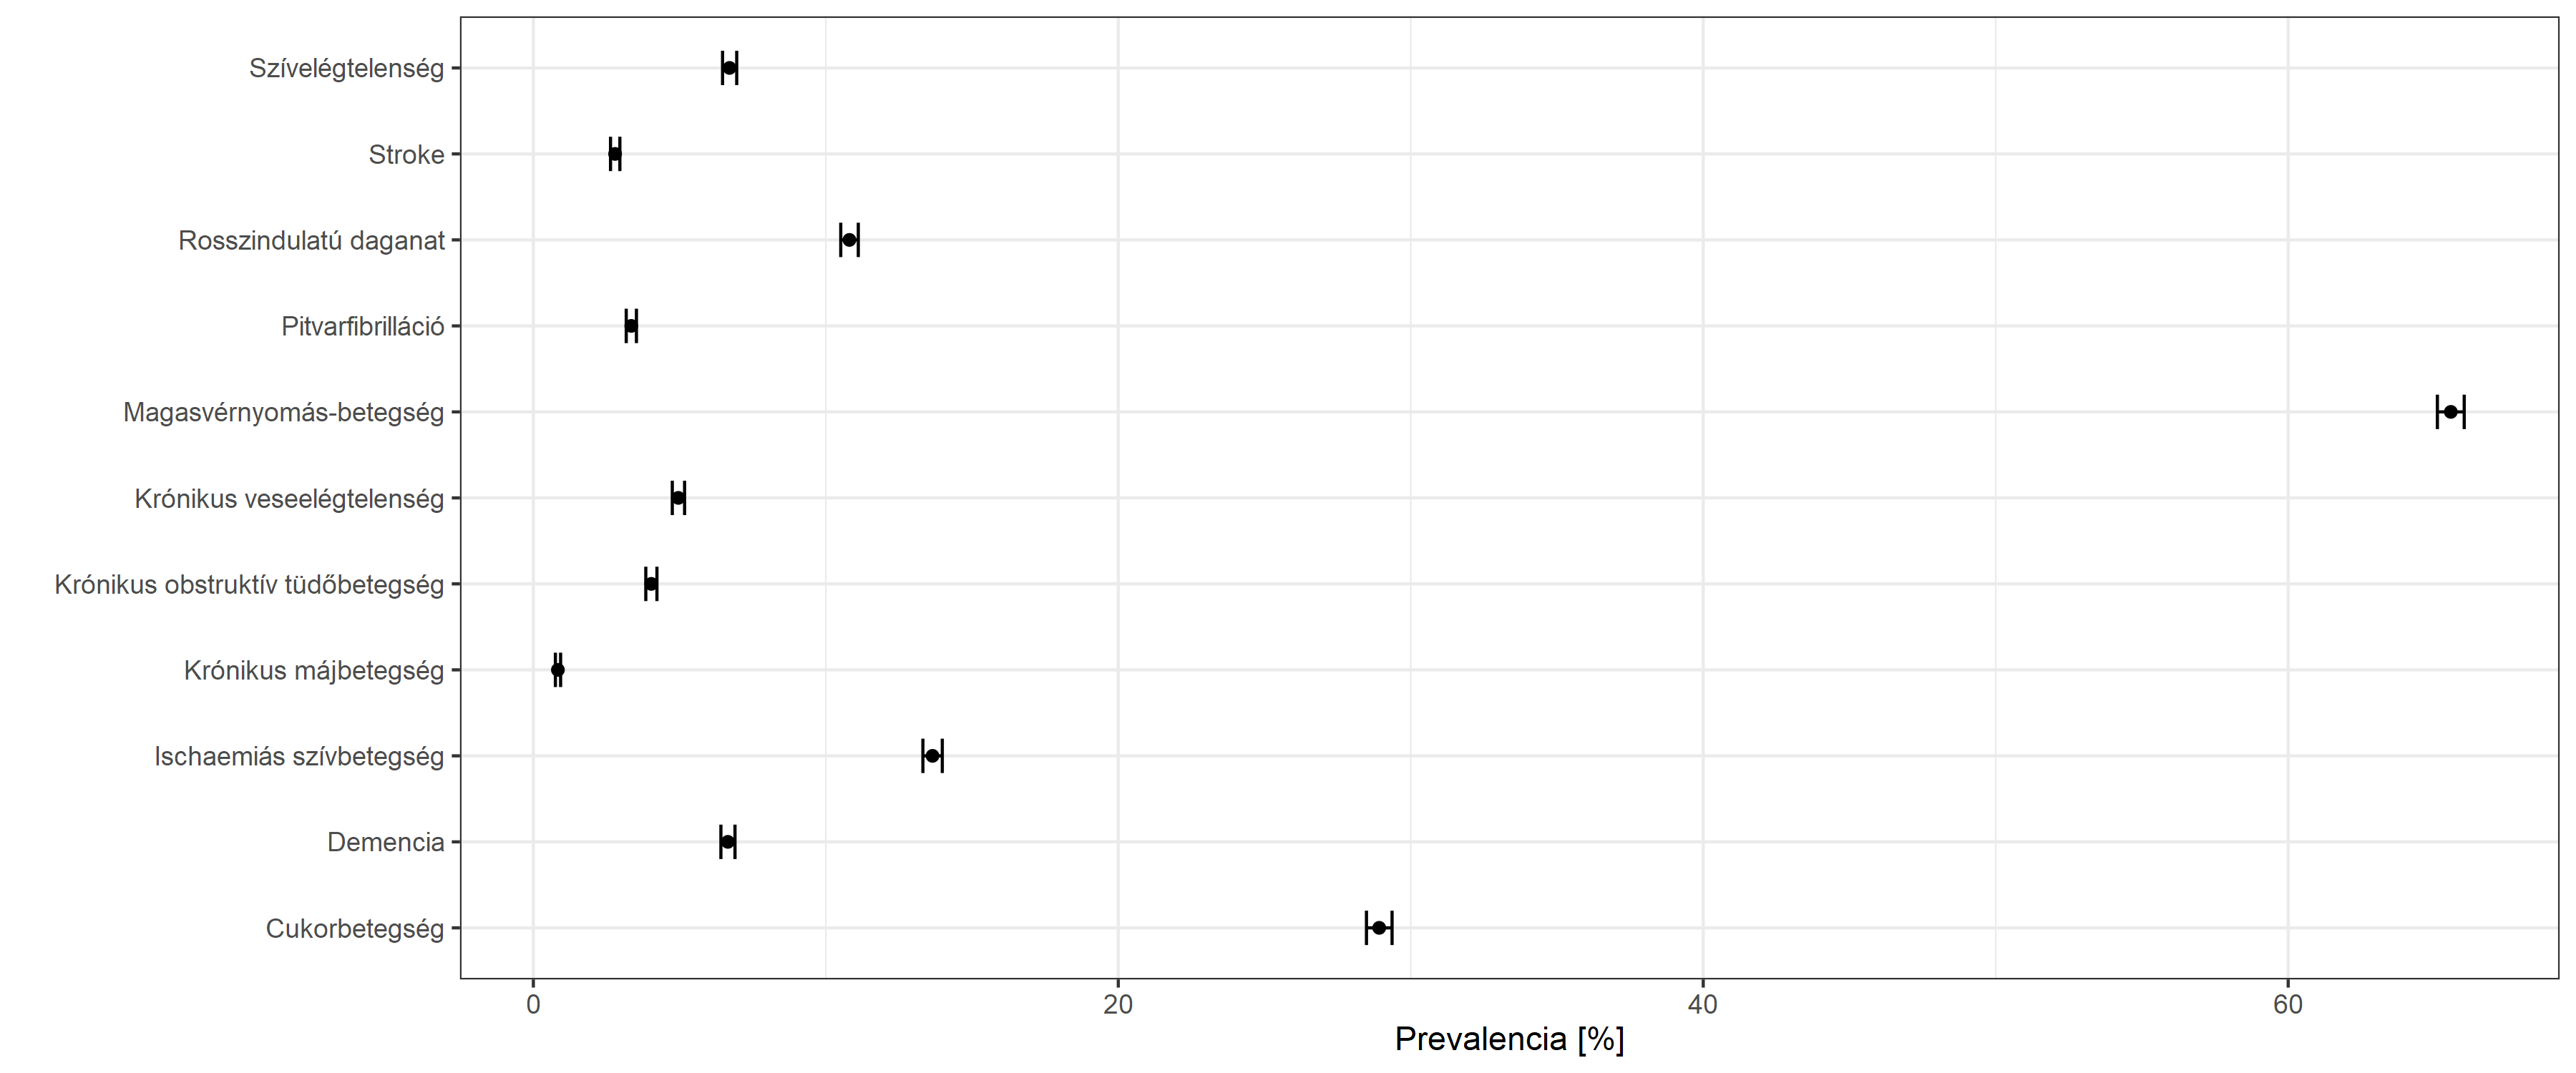 Szívelégtelenség
Stroke
Rosszindulatú daganat
Pitvarfibrilláció
Magasvérnyomás-betegség
Krónikus veseelégtelenség
Krónikus obstruktív tüdőbetegség
Krónikus májbetegség
Ischaemiás szívbetegség
Demencia
Cukorbetegség
0 20 40 60
Prevalencia [%]